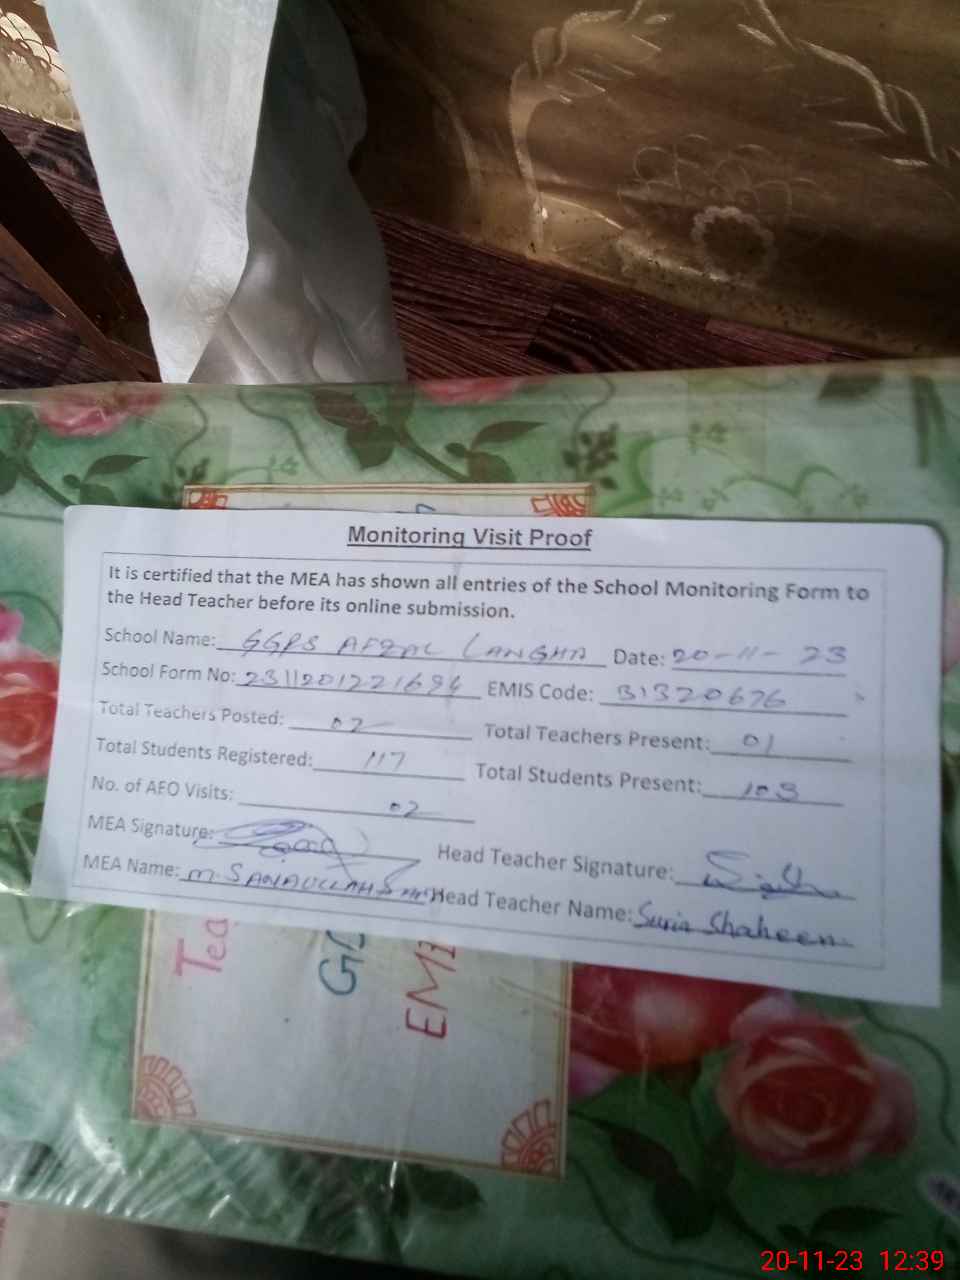 Monitoring Visit Proof
It is certified that the MEA has shown all entries of the School Monitoring Form to
the Head Teacher before its online submission.
School Name: GGPS AFZAL LANGHA Date: 20-11-23
School Form No: 2311201221694 EMIS Code: 31320676
Total Teachers Posted: 02 Total Teachers Present: 01
Total Students Registered: 117 Total Students Present: 103
No. of AEO Visits: 02
MEA Signature: Head Teacher Signature:
MEA Name: M. SANAULLAH Head Teacher Name: Suria Shaheen
Tea
EMI
20-11-23 12:39